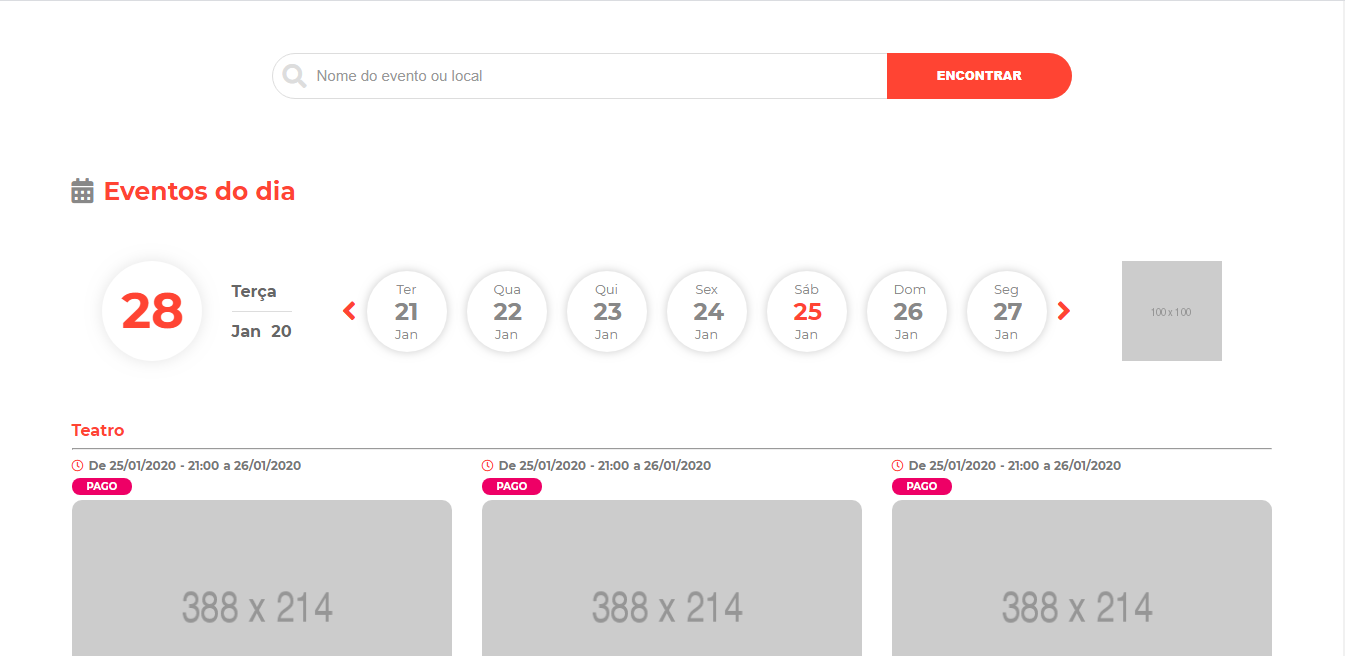 Nome do evento ou local
ENCONTRAR
Eventos do dia
28
Terça
Jan 20
Ter
21
Jan
Qua
22
Jan
Qui
23
Jan
Sex
24
Jan
Sáb
25
Jan
Dom
26
Jan
Seg
27
Jan
100 x 100
Teatro
De 25/01/2020 - 21:00 a 26/01/2020
PAGO
388 x 214
De 25/01/2020 - 21:00 a 26/01/2020
PAGO
388 x 214
De 25/01/2020 - 21:00 a 26/01/2020
PAGO
388 x 214